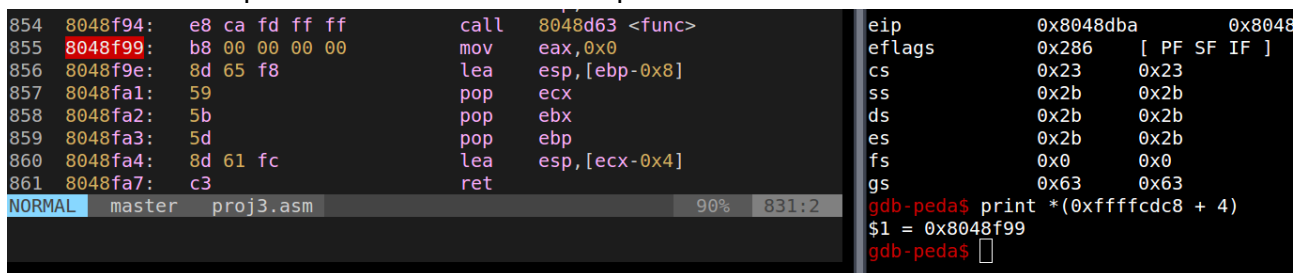 854 8048f94: e8 ca fd ff ff call 8048d63 <func>
855 8048f99: b8 00 00 00 00 mov eax,0x0
856 8048f9e: 8d 65 f8 lea esp,[ebp-0x8]
857 8048fa1: 59 pop ecx
858 8048fa2: 5b pop ebx
859 8048fa3: 5d pop ebp
860 8048fa4: 8d 61 fc lea esp,[ecx-0x4]
861 8048fa7: c3 ret
NORMAL master proj3.asm 90% 831:2
eip 0x8048dba 0x8048
eflags 0x286 [ PF SF IF ]
cs 0x23 0x23
ss 0x2b 0x2b
ds 0x2b 0x2b
es 0x2b 0x2b
fs 0x0 0x0
gs 0x63 0x63
gdb-peda$ print *(0xffffcdc8 + 4)
$1 = 0x8048f99
gdb-peda$